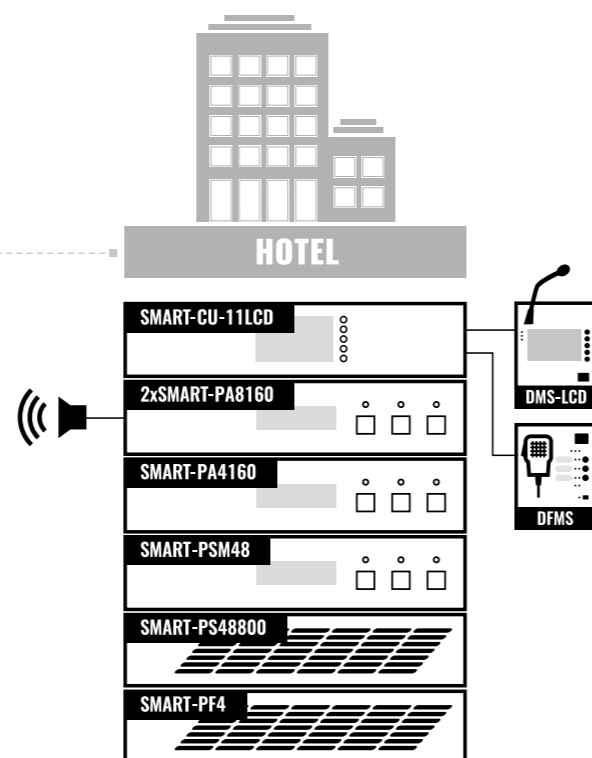 HOTEL
SMART-CU-11LCD
2xSMART-PA8160
DMS-LCD
SMART-PA4160
DFMS
SMART-PSM48
SMART-PS48800
SMART-PF4